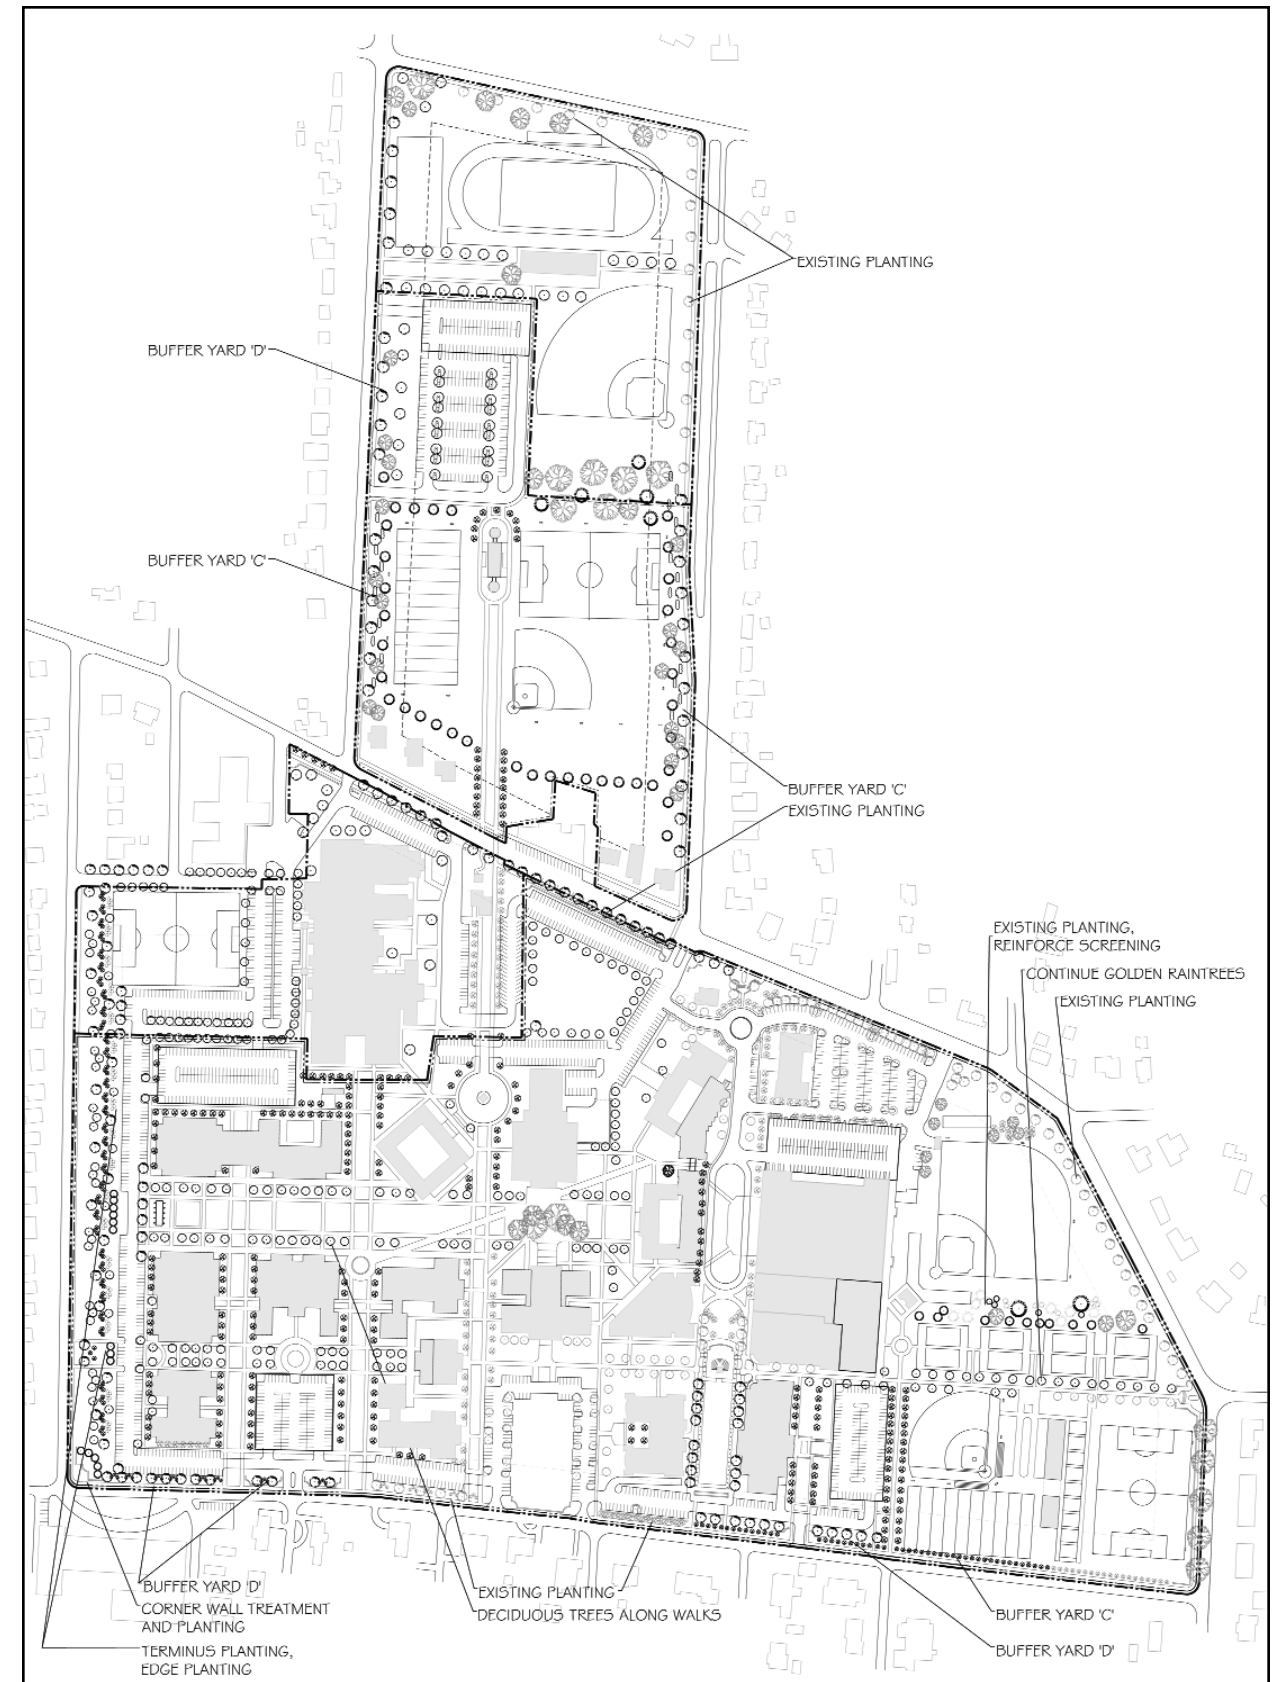 EXISTING PLANTING
BUFFER YARD 'D'
BUFFER YARD 'C'
BUFFER YARD 'C'
EXISTING PLANTING
EXISTING PLANTING,
REINFORCE SCREENING
CONTINUE GOLDEN RAINTREES
EXISTING PLANTING
BUFFER YARD 'D'
CORNER WALL TREATMENT
AND PLANTING
TERMINUS PLANTING,
EDGE PLANTING
EXISTING PLANTING
DECIDUOUS TREES ALONG WALKS
BUFFER YARD 'C'
BUFFER YARD 'D'